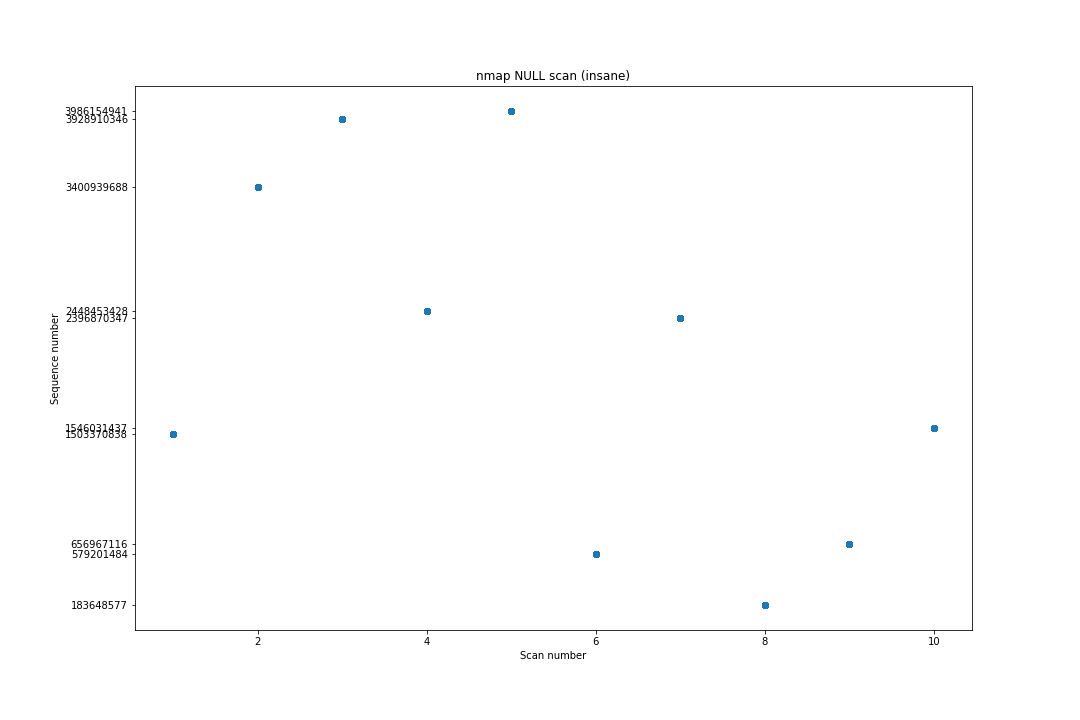 nmap NULL scan (insane)
3986154941
3928910346
3400939688
2448453428
2396870347
1546031437
1503370838
656967116
579201484
183648577
Sequence number
2 4 6 8 10
Scan number